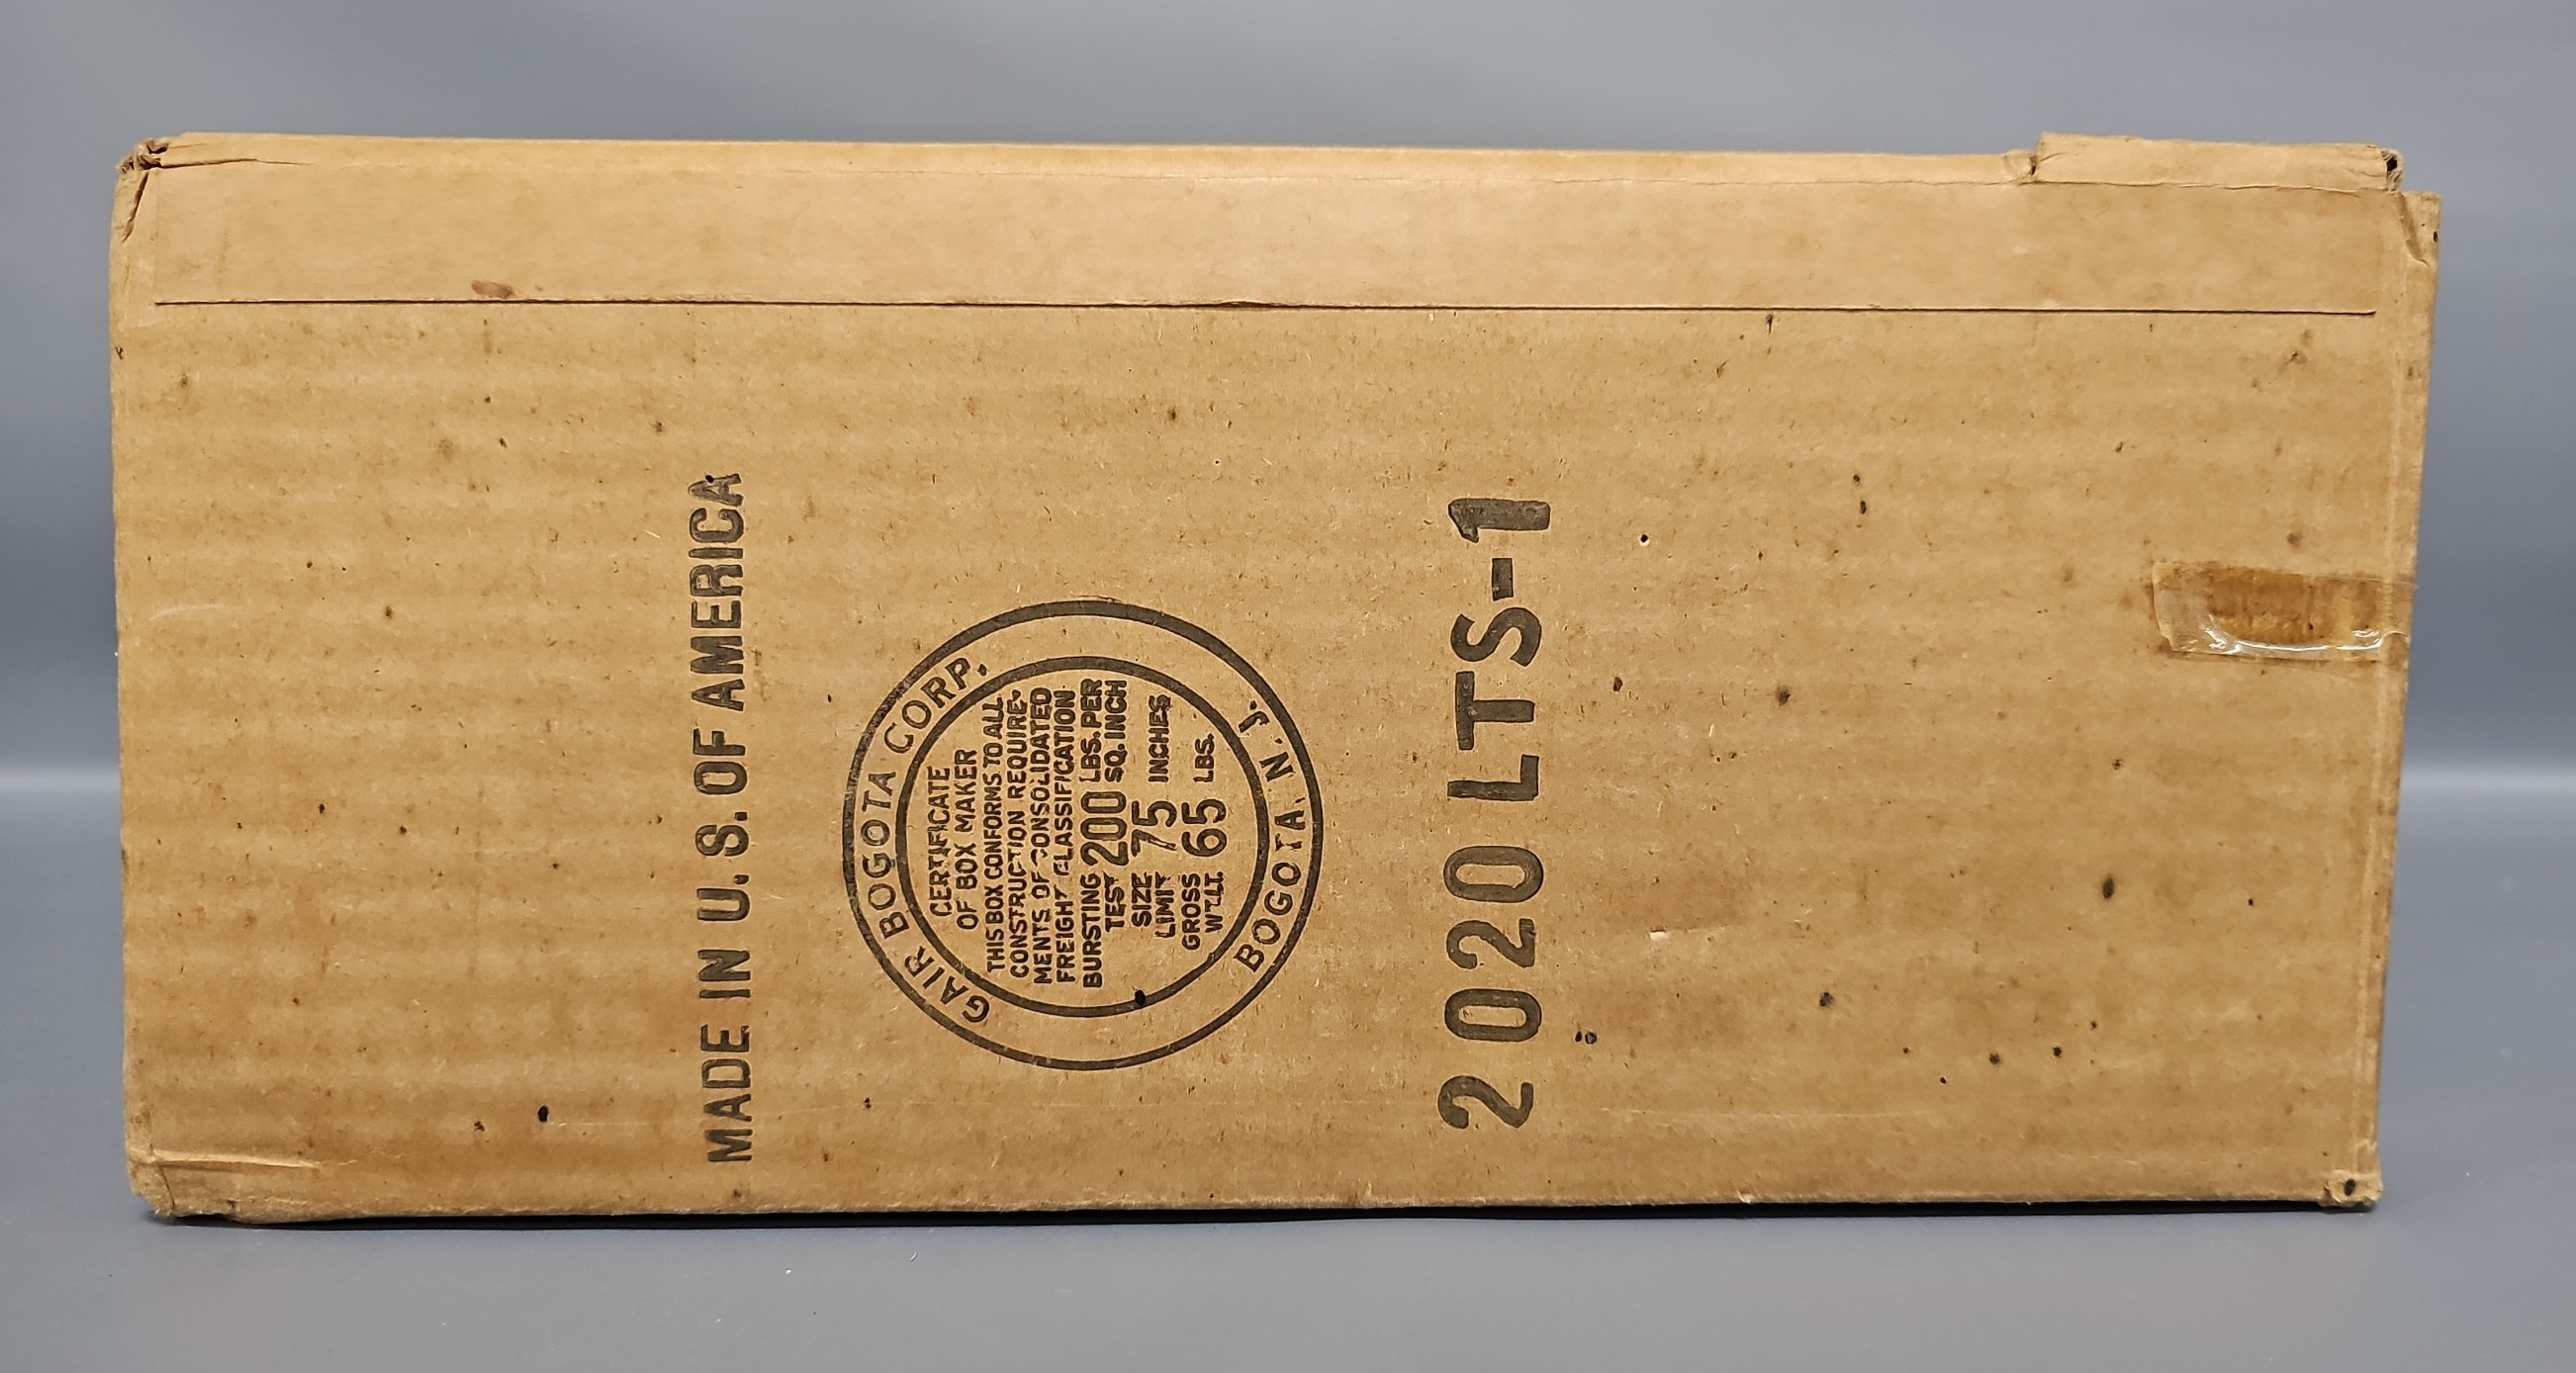 MADE IN U. S. OF AMERICA
GAIR BOGOTA CORP.
CERTIFICATE
OF BOX MAKER
THIS BOX CONFORMS TO ALL
CONSTRUCTION REQUIRE-
MENTS OF CONSOLIDATED
FREIGHT CLASSIFICATION
BURSTING 200 LBS. PER
TEST SQ. INCH
SIZE 75 INCHES
LIMIT
GROSS 65 LBS.
WT. LT.
BOGOTA, N. J.
2020 LTS-1